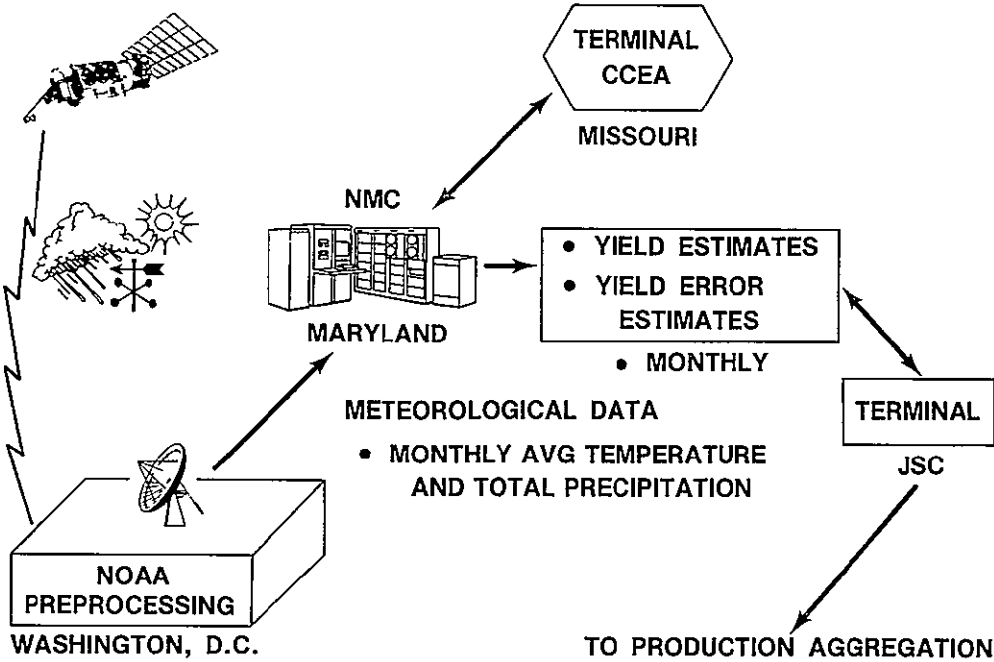 TERMINAL
CCEA
MISSOURI
NMC
MARYLAND
• YIELD ESTIMATES
• YIELD ERROR
ESTIMATES
• MONTHLY
TERMINAL
JSC
METEOROLOGICAL DATA
• MONTHLY AVG TEMPERATURE
AND TOTAL PRECIPITATION
NOAA
PREPROCESSING
WASHINGTON, D.C.
TO PRODUCTION AGGREGATION